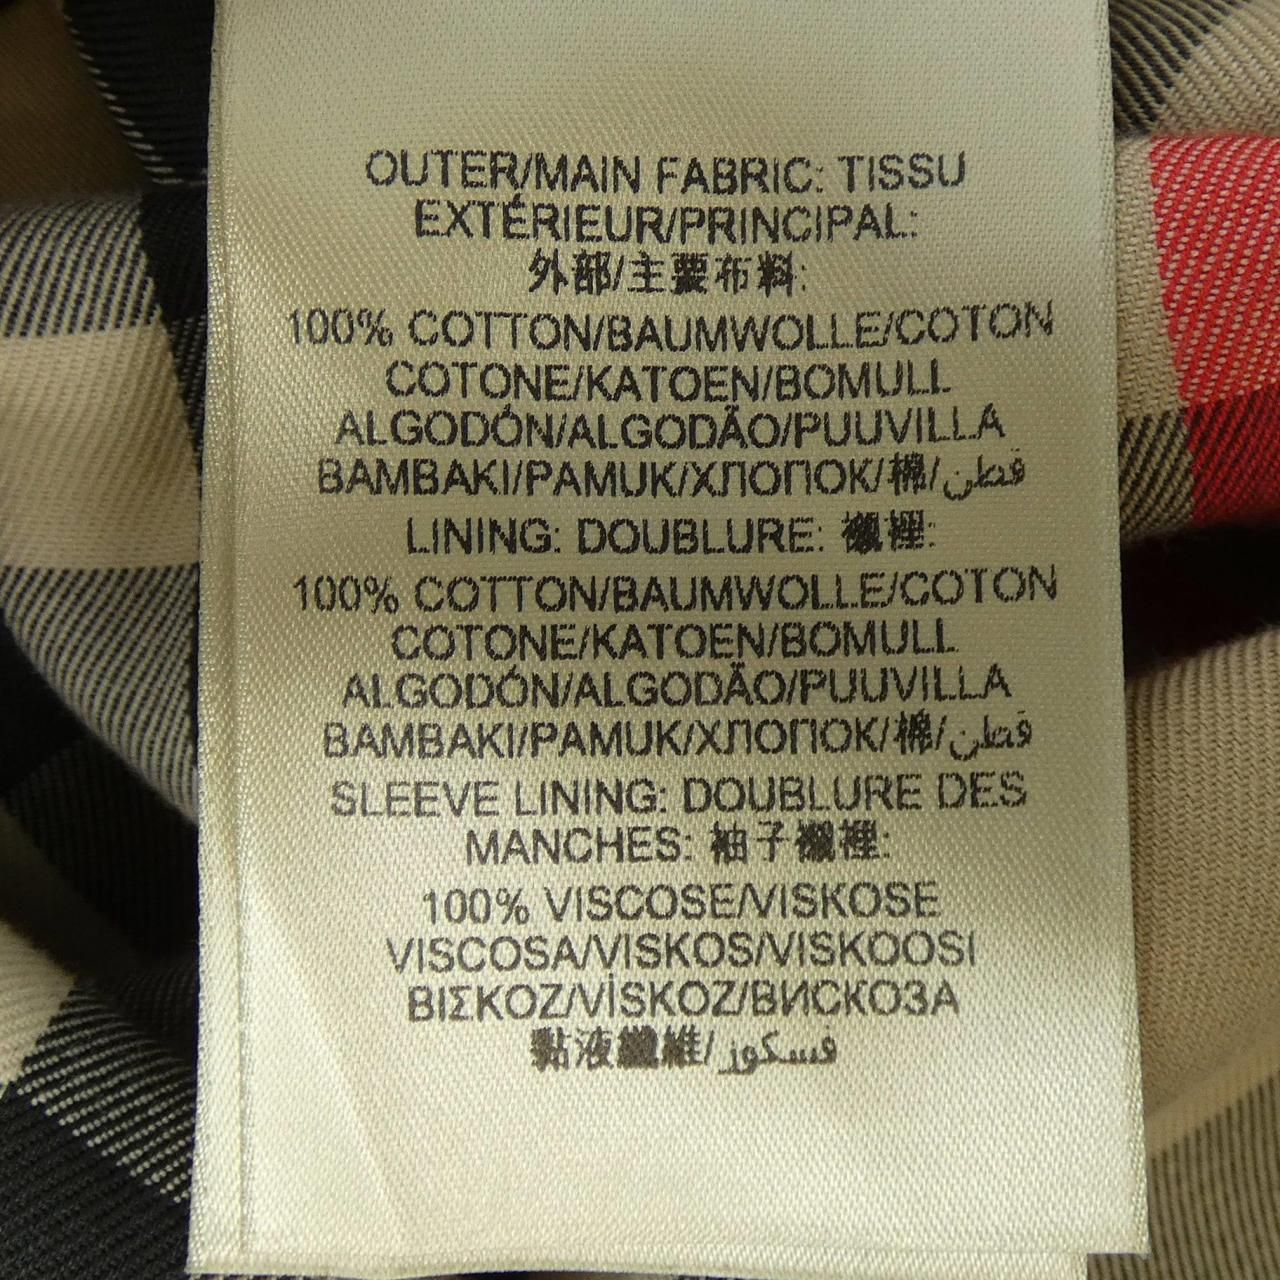 OUTER/MAIN FABRIC: TISSU
EXTÉRIEUR/PRINCIPAL:
外部/主要布料:
100% COTTON/BAUMWOLLE/COTON
COTONE/KATOEN/BOMULL
ALGODÓN/ALGODÃO/PUUVILLA
BAMBAKI/PAMUK/ХЛОПОК/棉/قطن
LINING: DOUBLURE: 襯裡:
100% COTTON/BAUMWOLLE/COTON
COTONE/KATOEN/BOMULL
ALGODÓN/ALGODÃO/PUUVILLA
BAMBAKI/PAMUK/ХЛОПОК/棉/قطن
SLEEVE LINING: DOUBLURE DES
MANCHES: 袖子襯裡:
100% VISCOSE/VISKOSE
VISCOSA/VISKOS/VISKOOSI
ΒΙΣΚΟΖ/VİSKOZ/ВИСКОЗА
黏液纖維/فسكوز